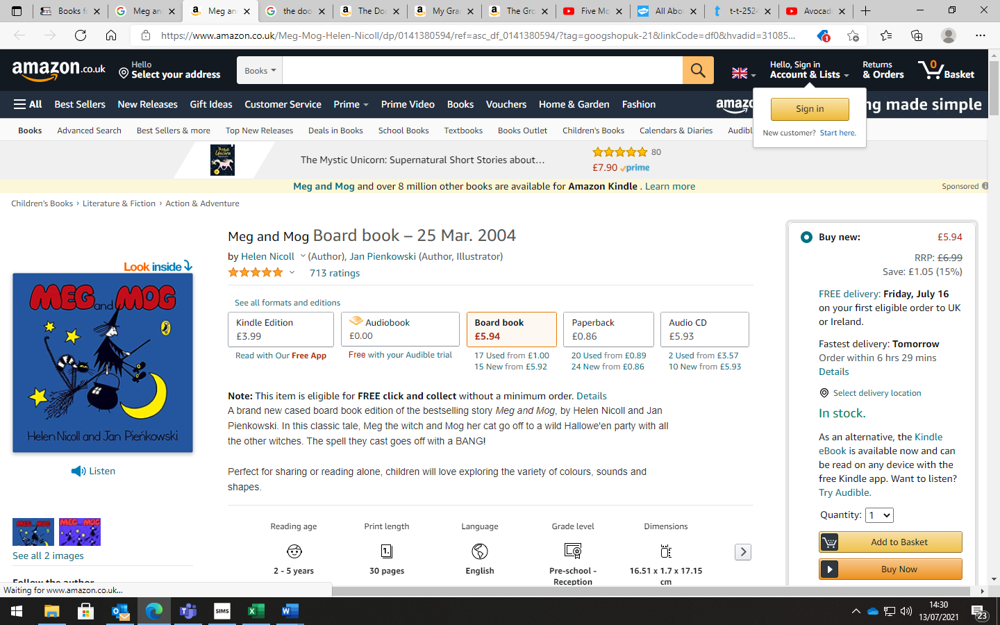 Books fa
Meg an
Meg an
the doo
The Do
My Gra
The Gro
Five Mo
All Abo
t-t-2524
Avocad
https://www.amazon.co.uk/Meg-Mog-Helen-Nicoll/dp/0141380594/ref=asc_df_0141380594/?tag=googshopuk-21&linkCode=df0&hvadid=31085...
1
amazon.co.uk
Hello
Select your address
Books
Hello, Sign in
Account & Lists
Returns
& Orders
0
Basket
All
Best Sellers
New Releases
Gift Ideas
Customer Service
Prime
Prime Video
Books
Vouchers
Home & Garden
Fashion
amaz
ng made simple
Sign in
New customer? Start here.
Books
Advanced Search
Best Sellers & more
Top New Releases
Deals in Books
School Books
Textbooks
Books Outlet
Children's Books
Calendars & Diaries
Audibl
The Mystic Unicorn: Supernatural Short Stories about…
80
£7.90 prime
Meg and Mog and over 8 million other books are available for Amazon Kindle . Learn more
Sponsored
Children's Books › Literature & Fiction › Action & Adventure
Meg and Mog Board book – 25 Mar. 2004
by Helen Nicoll (Author), Jan Pienkowski (Author, Illustrator)
713 ratings
Look inside
MEG and MOG
Helen Nicoll and Jan Pieńkowski
Listen
See all 2 images
Follow the author
See all formats and editions
Kindle Edition
£3.99
Read with Our Free App
Audiobook
£0.00
Free with your Audible trial
Board book
£5.94
17 Used from £1.00
15 New from £5.92
Paperback
£0.86
20 Used from £0.89
24 New from £0.86
Audio CD
£5.93
2 Used from £3.57
10 New from £5.93
Note: This item is eligible for FREE click and collect without a minimum order. Details
A brand new cased board book edition of the bestselling story Meg and Mog, by Helen Nicoll and Jan
Pienkowski. In this classic tale, Meg the witch and Mog her cat go off to a wild Hallowe'en party with all
the other witches. The spell they cast goes off with a BANG!
Perfect for sharing or reading alone, children will love exploring the variety of colours, sounds and
shapes.
Reading age
2 - 5 years
Print length
1.
30 pages
Language
English
Grade level
Pre-school -
Reception
Dimensions
16.51 x 1.7 x 17.15
cm
Buy new:
£5.94
RRP: £6.99
Save: £1.05 (15%)
FREE delivery: Friday, July 16
on your first eligible order to UK
or Ireland.
Fastest delivery: Tomorrow
Order within 6 hrs 29 mins
Details
Select delivery location
In stock.
As an alternative, the Kindle
eBook is available now and can
be read on any device with the
free Kindle app. Want to listen?
Try Audible.
Quantity: 1
Add to Basket
Buy Now
Waiting for www.amazon.co.uk...
SIMS
14:30
13/07/2021
23